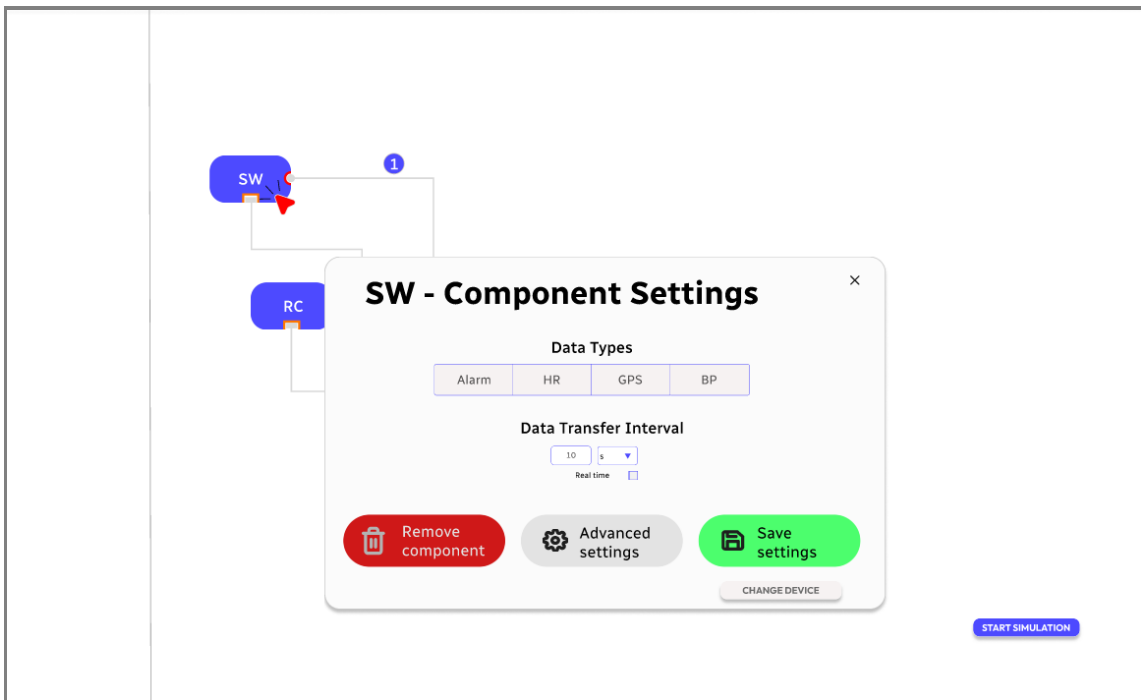 SW
1
RC
SW - Component Settings
×
Data Types
Alarm HR GPS BP
Data Transfer Interval
10 s ▼
Real time
Remove
component
Advanced
settings
Save
settings
CHANGE DEVICE
START SIMULATION